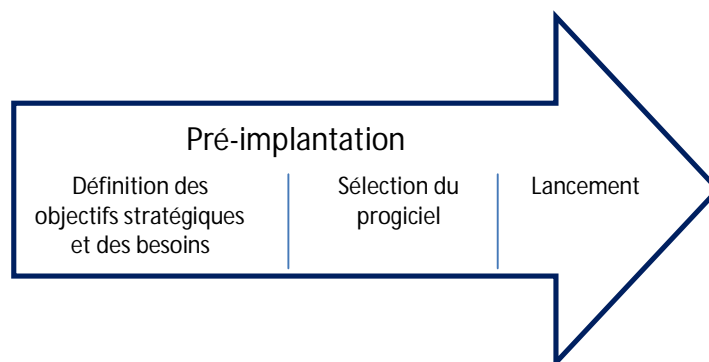 Pré-implantation
Définition des
objectifs stratégiques
et des besoins
Sélection du
progiciel
Lancement